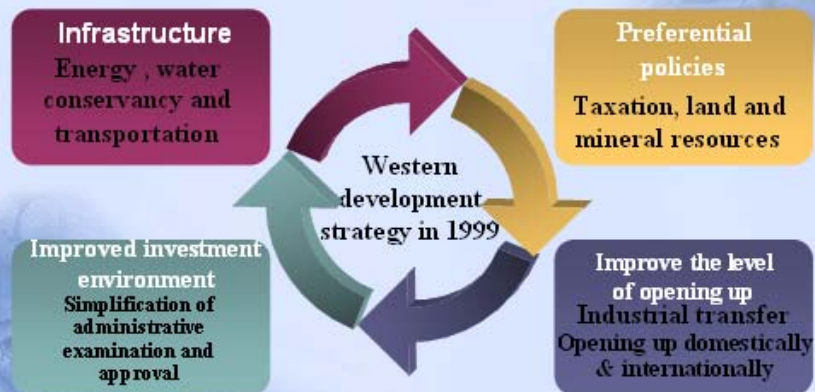 Infrastructure
Energy , water
conservancy and
transportation
Preferential
policies
Taxation, land and
mineral resources
Western
development
strategy in 1999
Improved investment
environment
Simplification of
administrative
examination and
approval
Improve the level
of opening up
Industrial transfer
Opening up domestically
& internationally